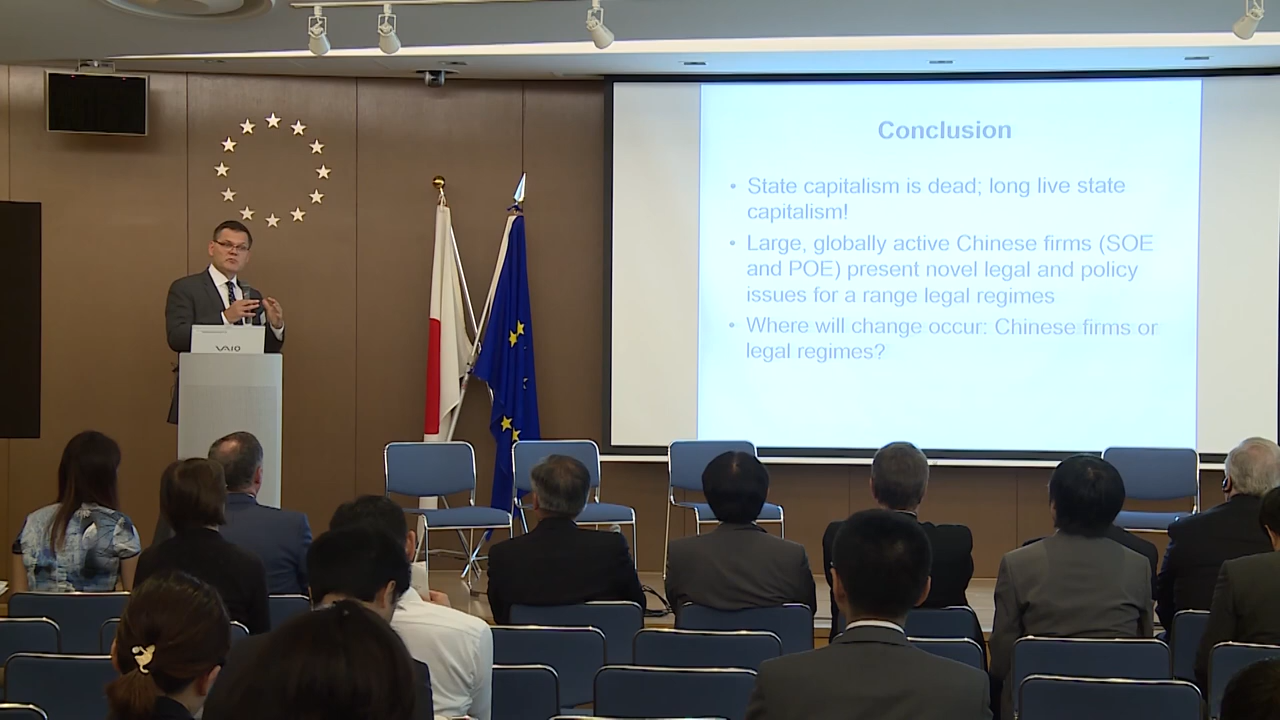 Conclusion
• State capitalism is dead; long live state
capitalism!
• Large, globally active Chinese firms (SOE
and POE) present novel legal and policy
issues for a range legal regimes
• Where will change occur: Chinese firms or
legal regimes?
VAIO